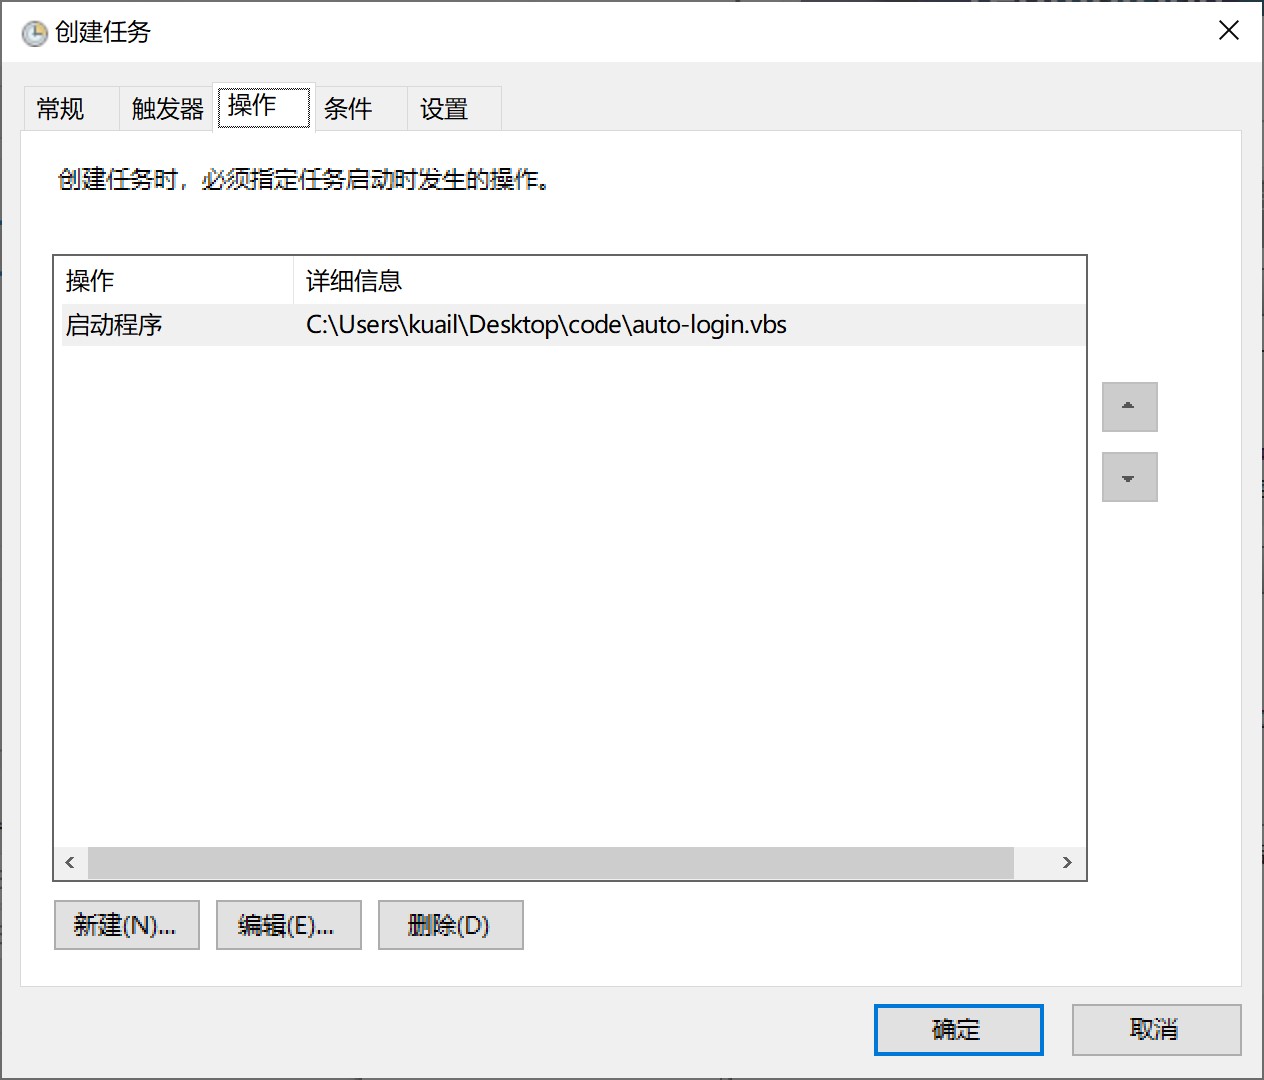 创建任务
常规 触发器 操作 条件 设置
创建任务时，必须指定任务启动时发生的操作。
操作 详细信息
启动程序 C:\Users\kuail\Desktop\code\auto-login.vbs
新建(N)... 编辑(E)... 删除(D)
确定 取消